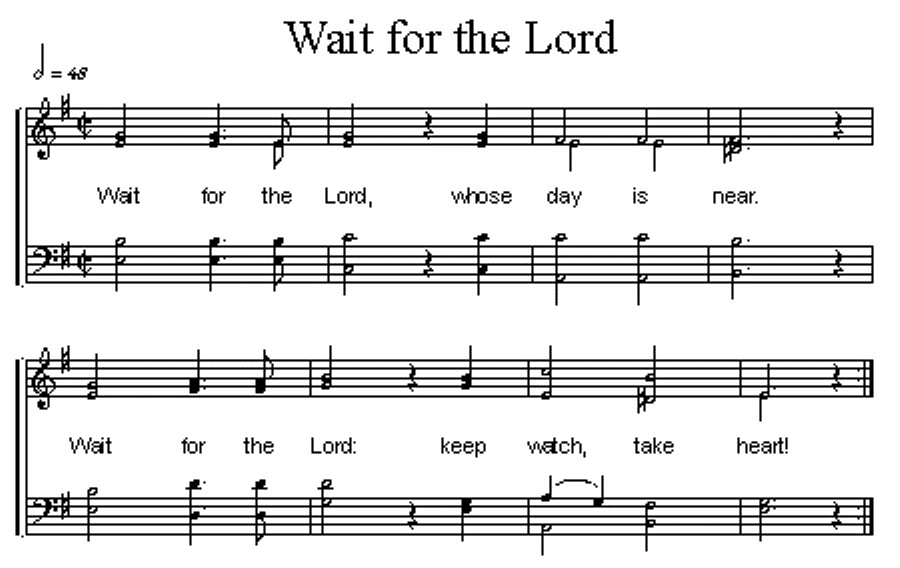 Wait for the Lord
= 48
Wait for the Lord, whose day is near.
Wait for the Lord: keep watch, take heart!